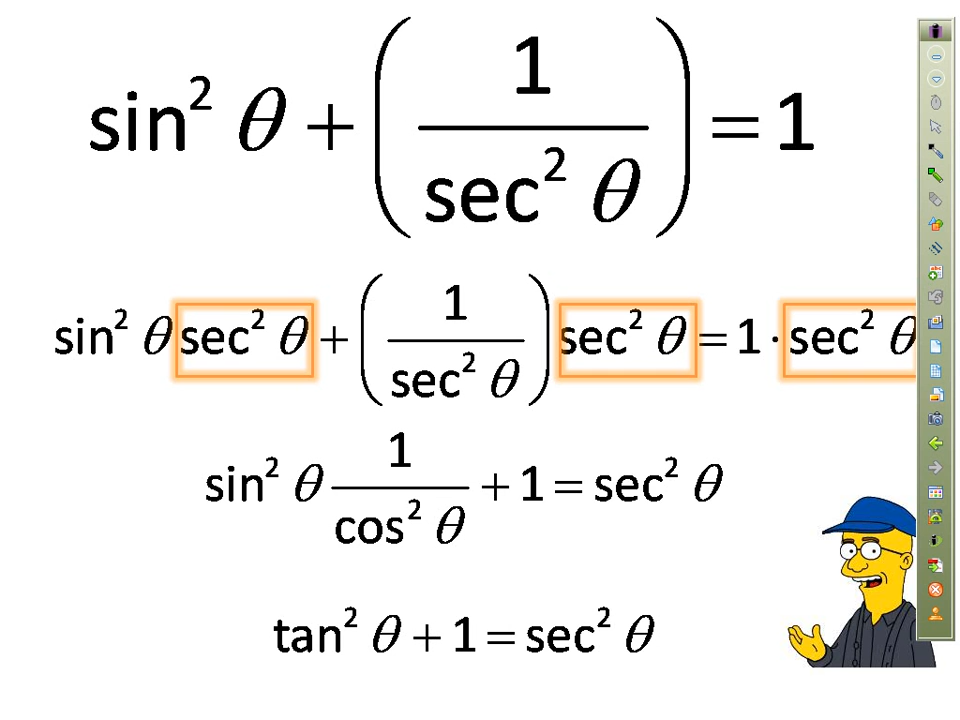 sin² θ + (1/sec² θ) = 1
sin² θ sec² θ + (1/sec² θ) sec² θ = 1 · sec² θ
sin² θ 1/cos² θ + 1 = sec² θ
tan² θ + 1 = sec² θ